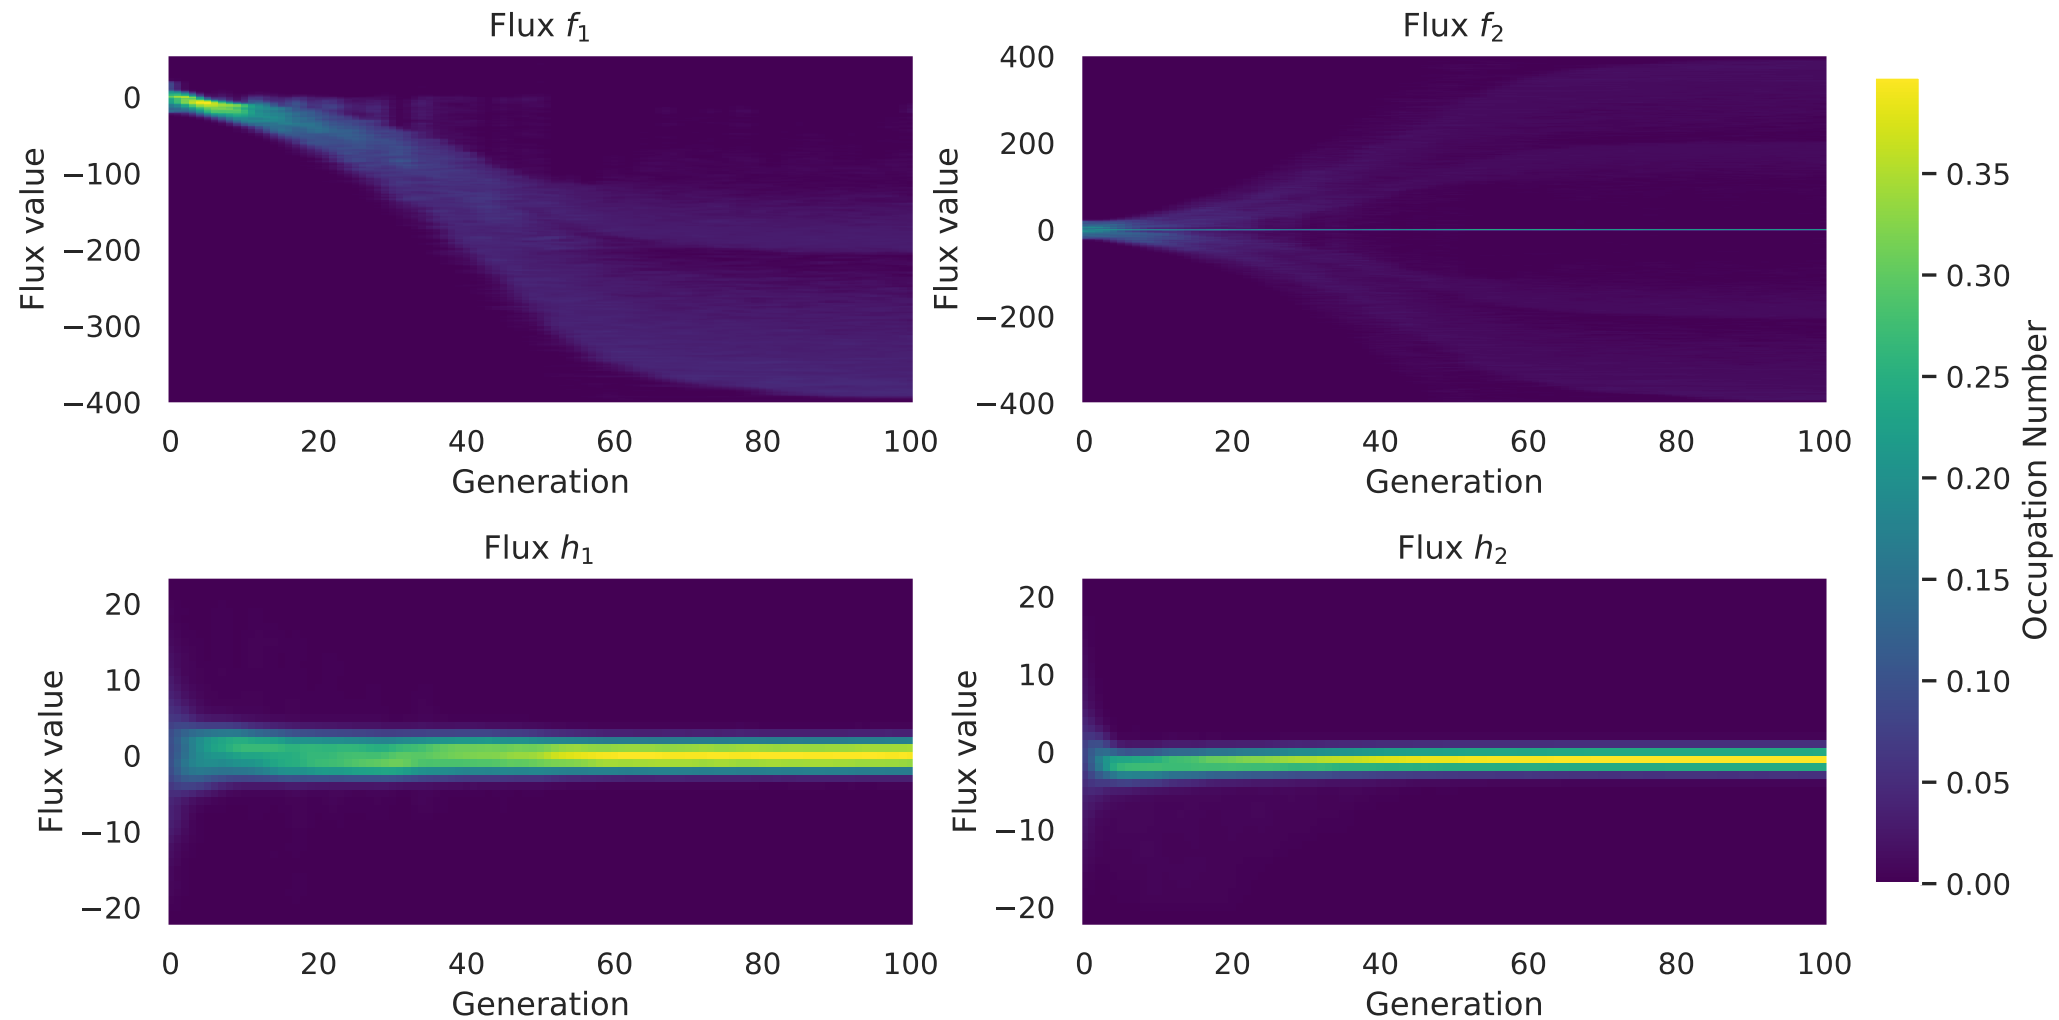 Flux f₁
Flux value
0
−100
−200
−300
−400
0 20 40 60 80 100
Generation
Flux f₂
Flux value
400
200
0
−200
−400
0 20 40 60 80 100
Generation
Flux h₁
Flux value
20
10
0
−10
−20
0 20 40 60 80 100
Generation
Flux h₂
Flux value
20
10
0
−10
−20
0 20 40 60 80 100
Generation
0.35
0.30
0.25
0.20
0.15
0.10
0.05
0.00
Occupation Number